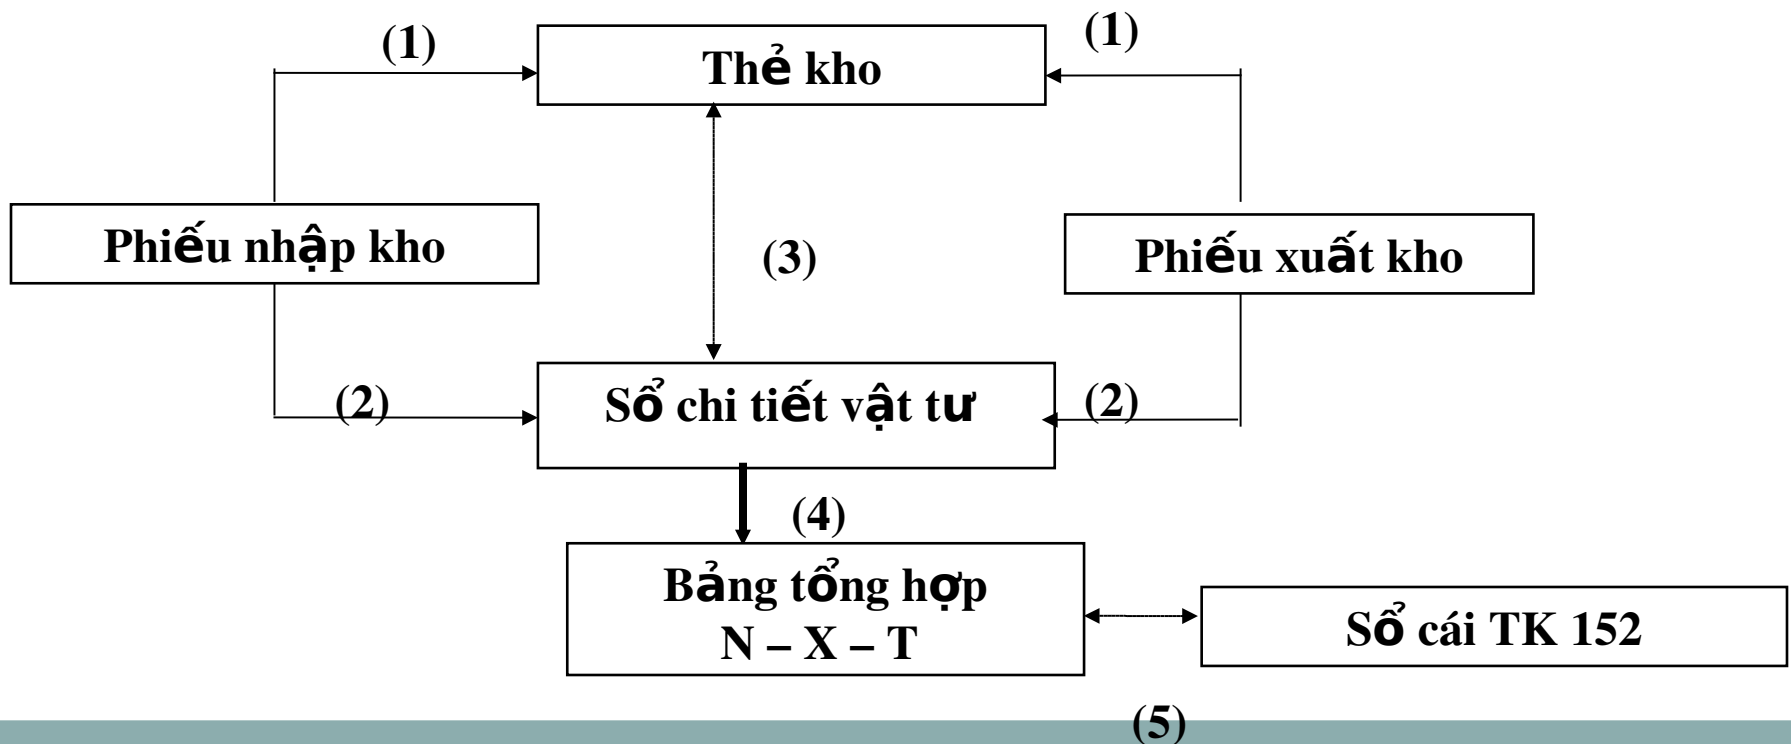 (1)
(1)
Thẻ kho
Phiếu nhập kho
(3)
Phiếu xuất kho
(2)
Sổ chi tiết vật tư
(2)
(4)
Bảng tổng hợp
N – X – T
Sổ cái TK 152
(5)